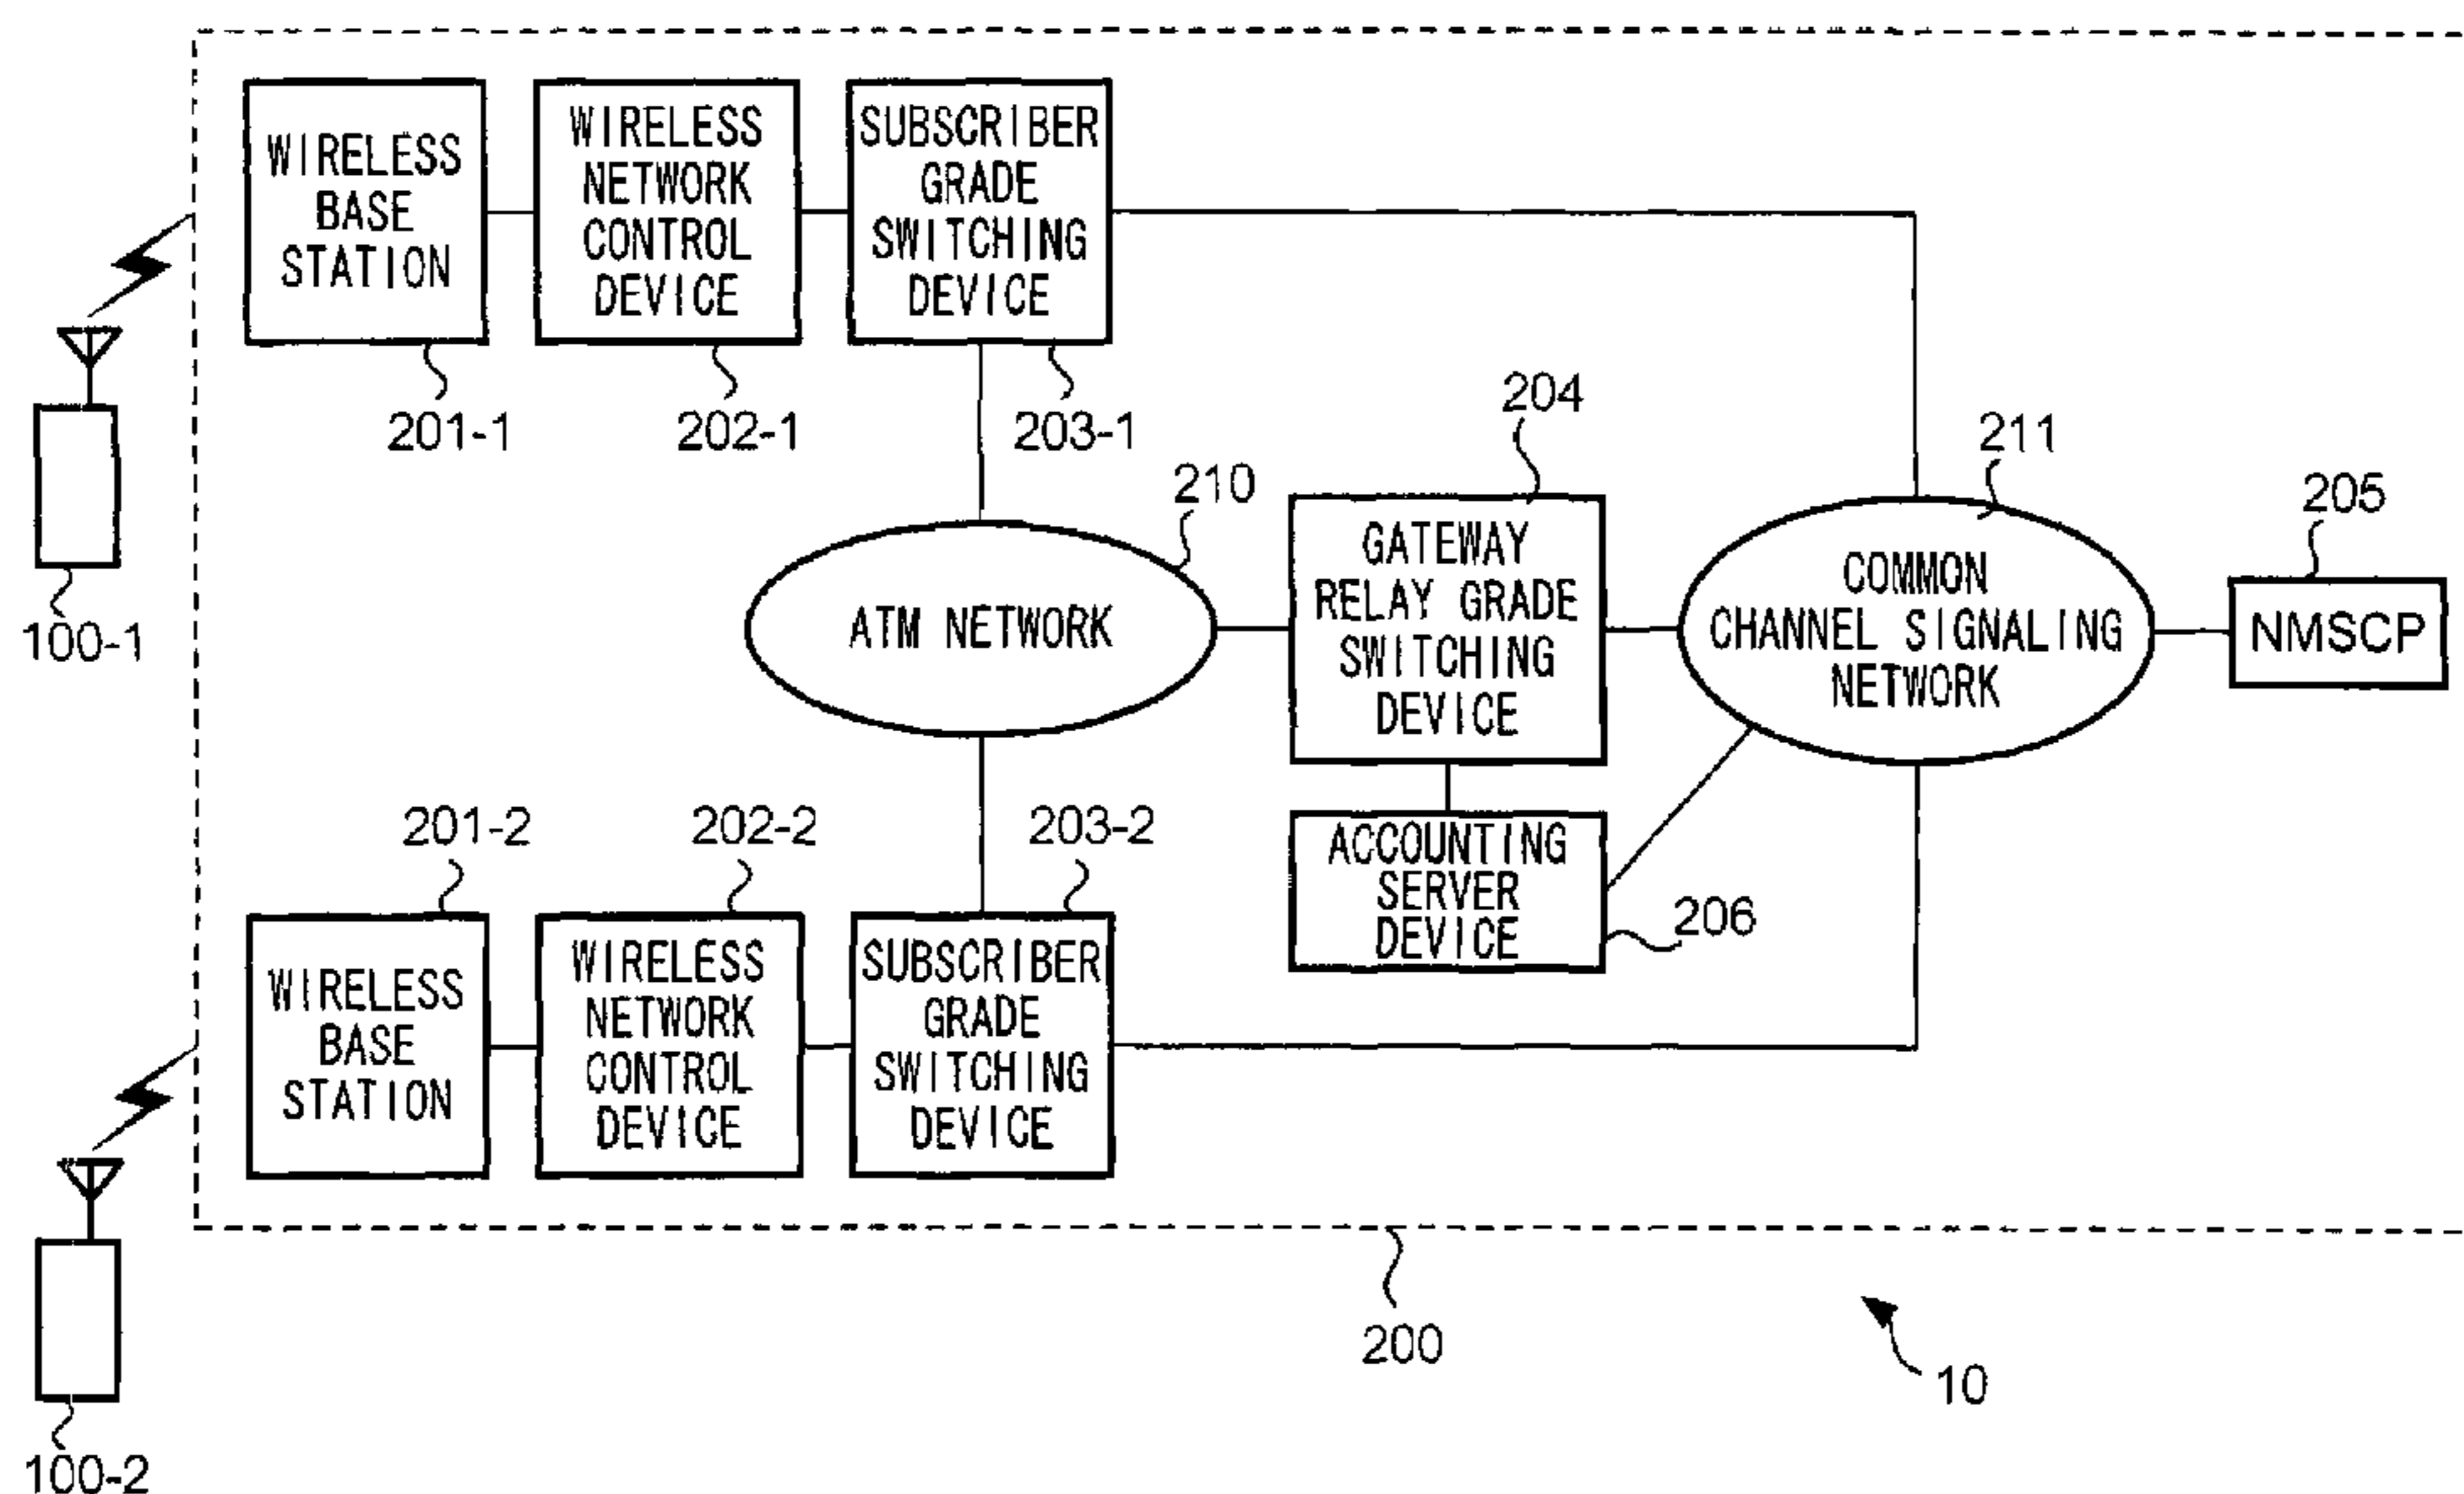 WIRELESS
BASE
STATION
WIRELESS
NETWORK
CONTROL
DEVICE
SUBSCRIBER
GRADE
SWITCHING
DEVICE
201-1
202-1
203-1
100-1
204
210
211
205
ATM NETWORK
GATEWAY
RELAY GRADE
SWITCHING
DEVICE
COMMON
CHANNEL SIGNALING
NETWORK
NMSCP
201-2
202-2
203-2
ACCOUNTING
SERVER
DEVICE
206
WIRELESS
BASE
STATION
WIRELESS
NETWORK
CONTROL
DEVICE
SUBSCRIBER
GRADE
SWITCHING
DEVICE
200
10
100-2